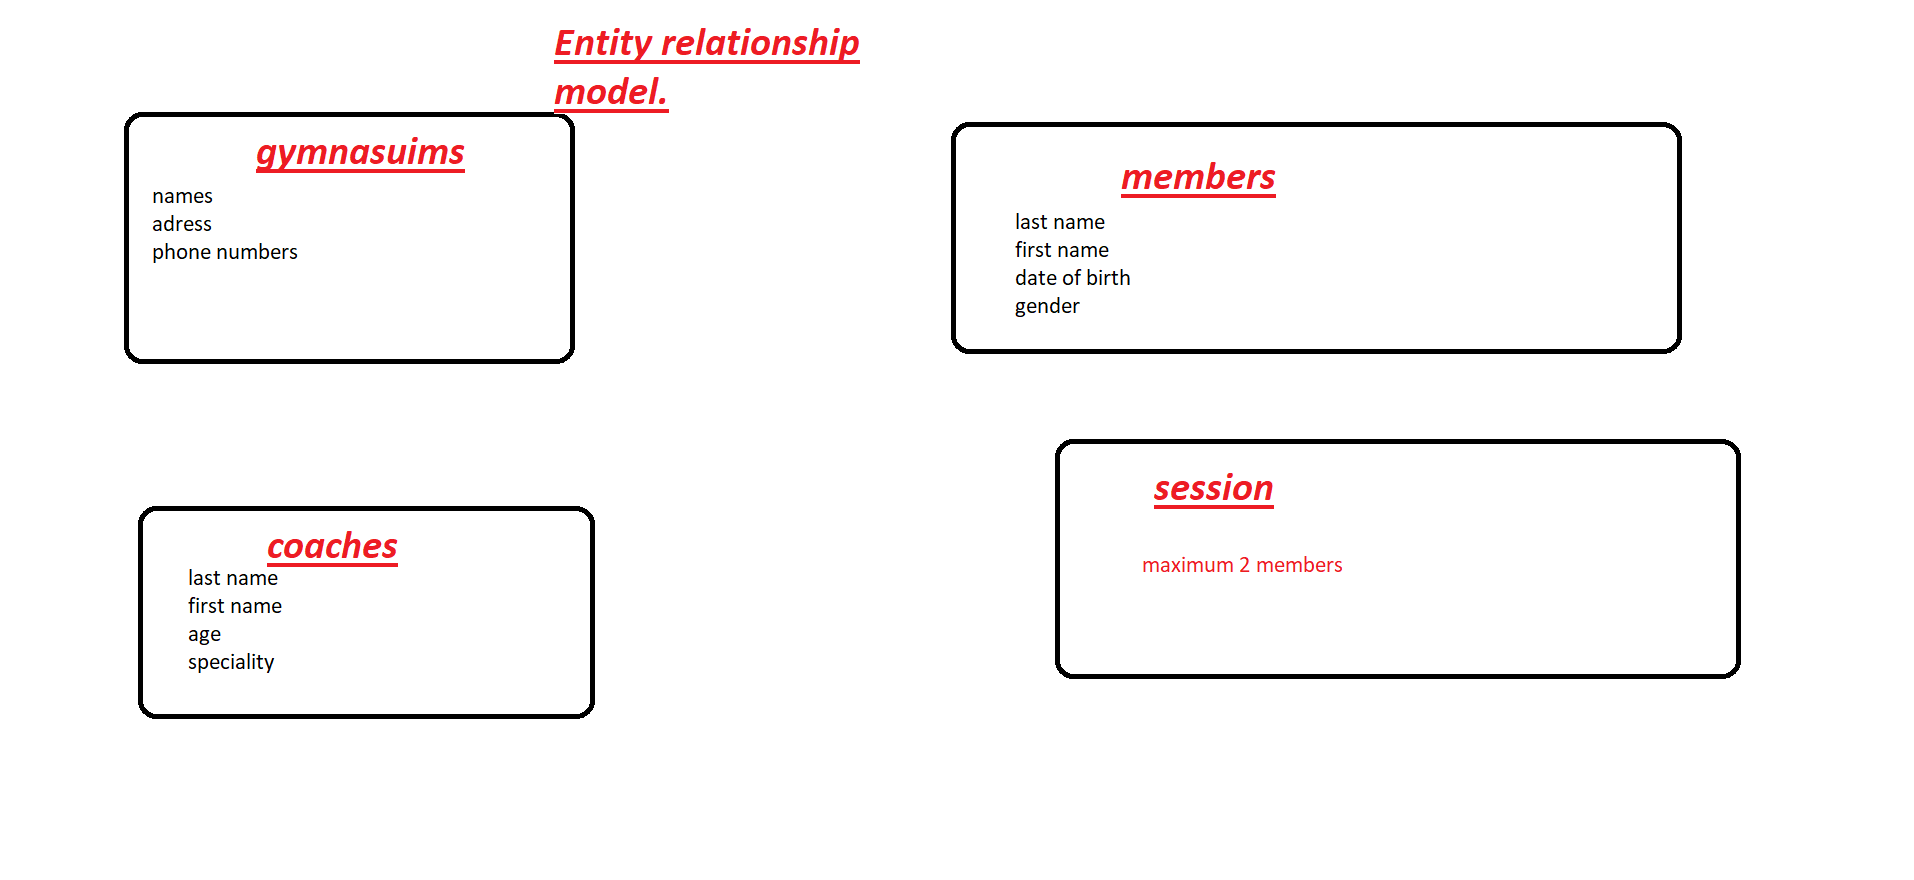 Entity relationship
model.
gymnasuims
names
adress
phone numbers
members
last name
first name
date of birth
gender
coaches
last name
first name
age
speciality
session
maximum 2 members